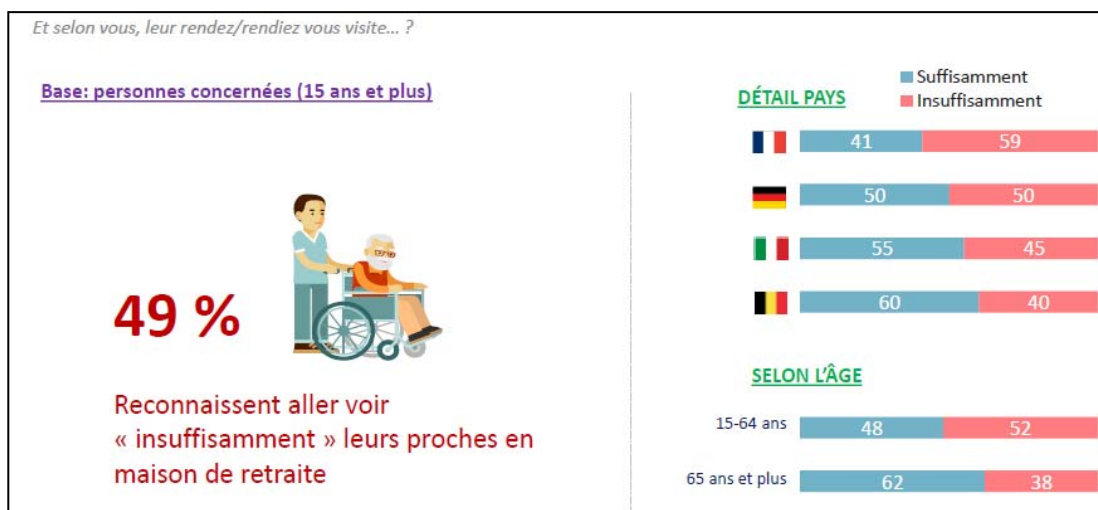 Et selon vous, leur rendez/rendiez vous visite... ?
Base: personnes concernées (15 ans et plus)
49 %
Reconnaissent aller voir
« insuffisamment » leurs proches en
maison de retraite
Suffisamment
Insuffisamment
DÉTAIL PAYS
41 59
50 50
55 45
60 40
SELON L'ÂGE
15-64 ans 48 52
65 ans et plus 62 38